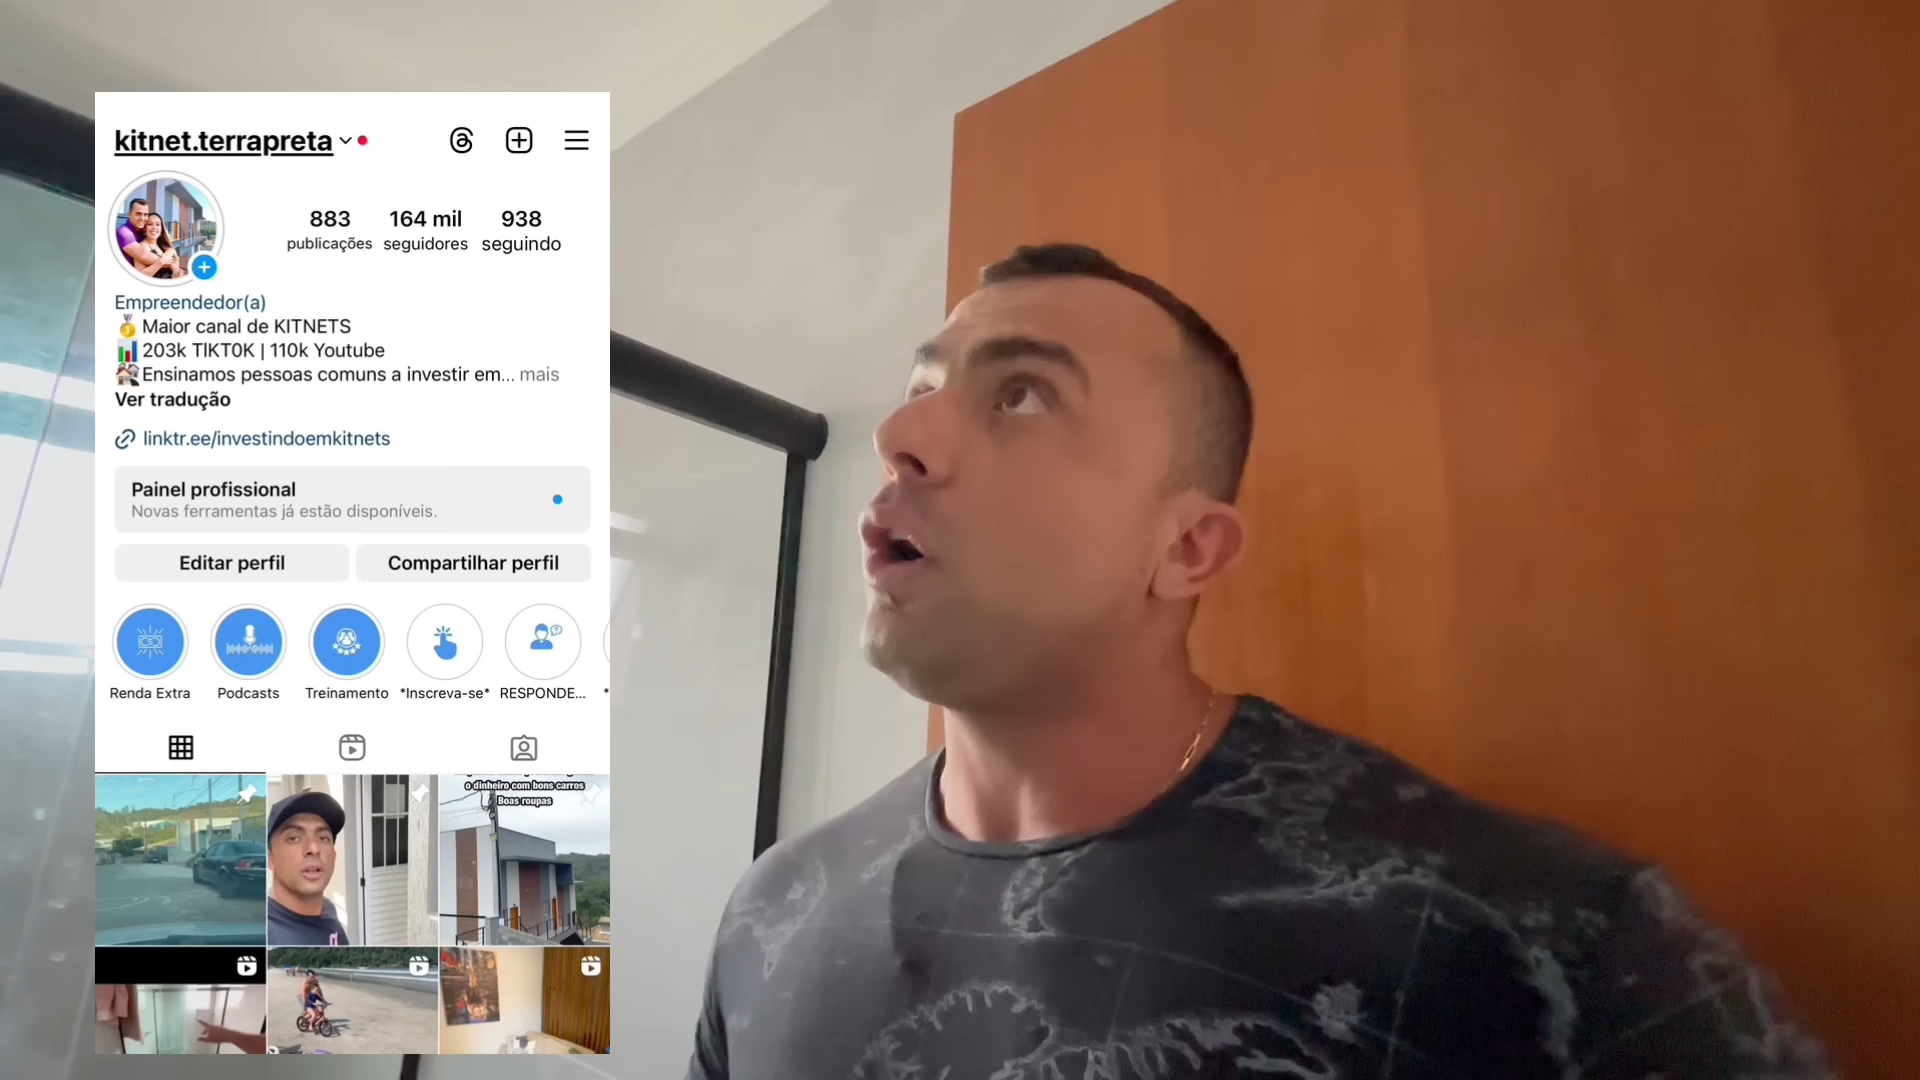 kitnet.terrapreta
883
164 mil
938
publicações
seguidores
seguindo
Empreendedor(a)
Maior canal de KITNETS
203k TIKT0K | 110k Youtube
Ensinamos pessoas comuns a investir em... mais
Ver tradução
linktr.ee/investindoemkitnets
Painel profissional
Novas ferramentas já estão disponíveis.
Editar perfil
Compartilhar perfil
Renda Extra
Podcasts
Treinamento
*Inscreva-se*
RESPONDE...
*
o dinheiro com bons carros
Boas roupas